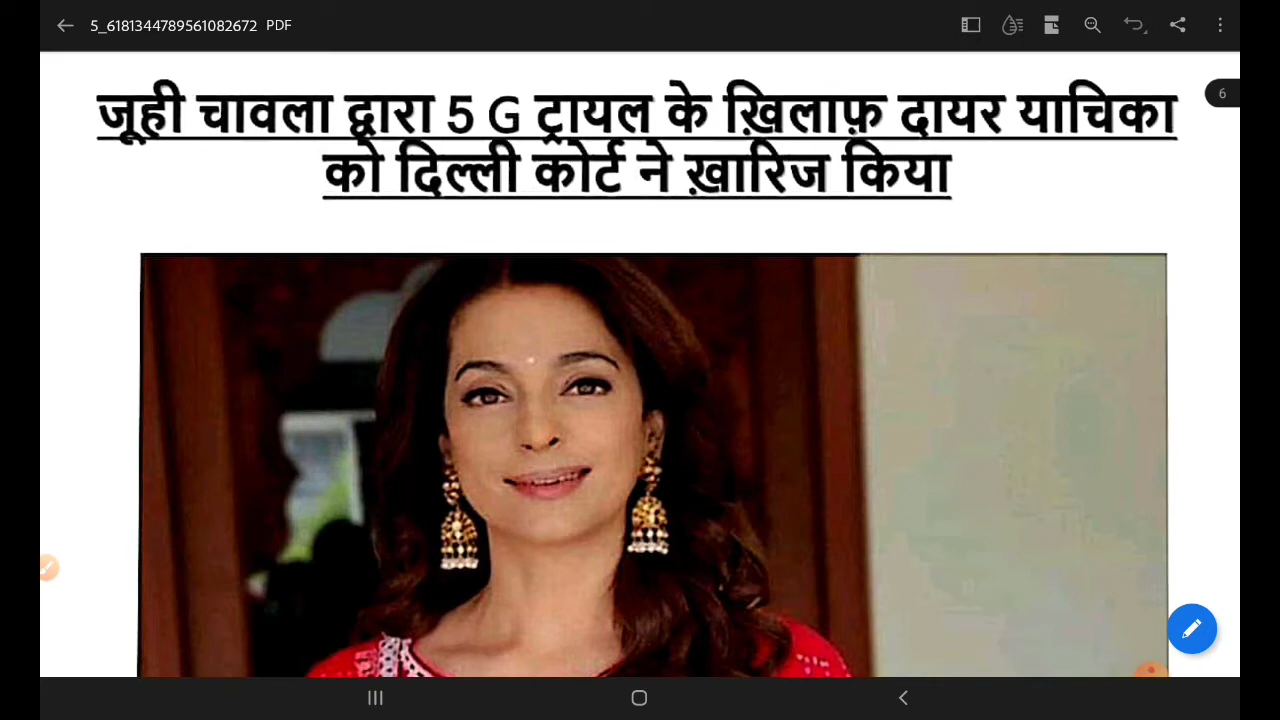 5_6181344789561082672 PDF
6
जूही चावला द्वारा 5 G ट्रायल के ख़िलाफ़ दायर याचिका
को दिल्ली कोर्ट ने ख़ारिज किया